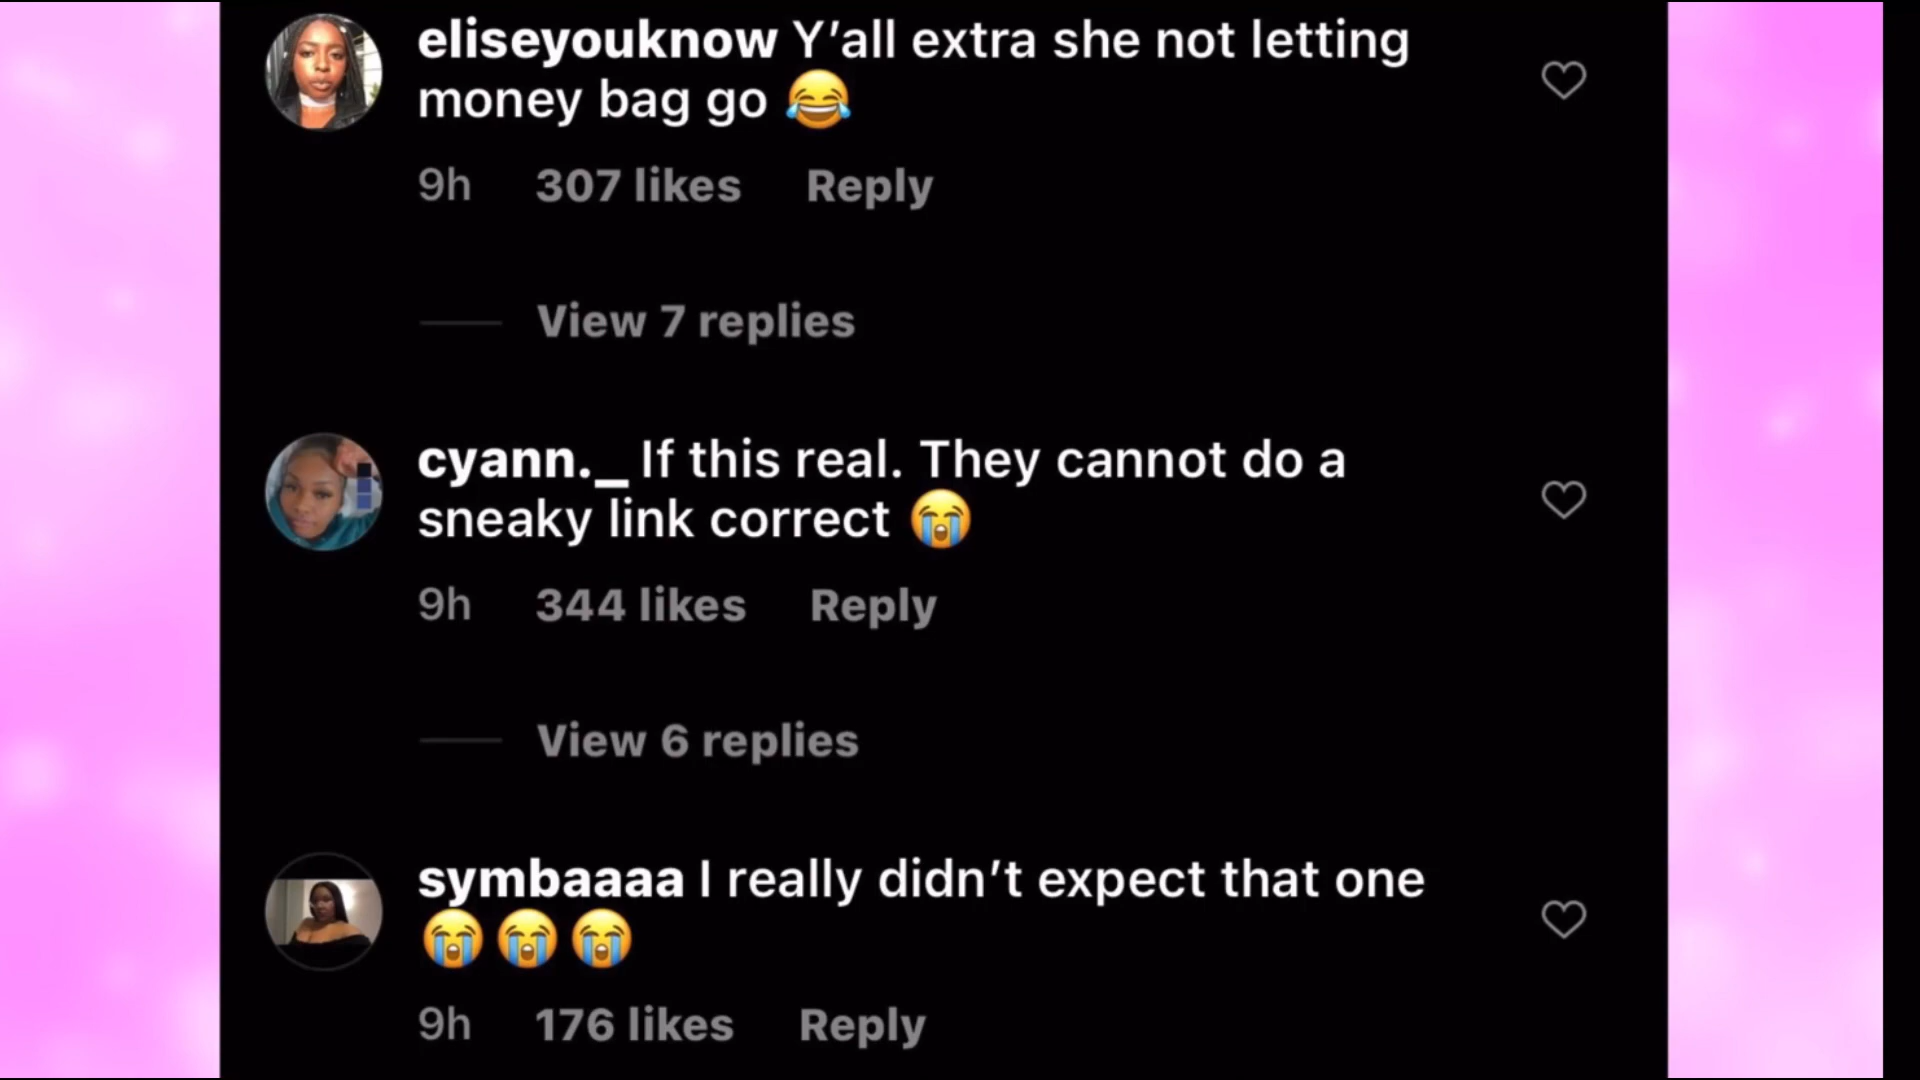 eliseyouknow Y’all extra she not letting
money bag go 😂
9h 307 likes Reply
View 7 replies
cyann._ If this real. They cannot do a
sneaky link correct 😭
9h 344 likes Reply
View 6 replies
symbaaaa I really didn’t expect that one
😭😭😭
9h 176 likes Reply